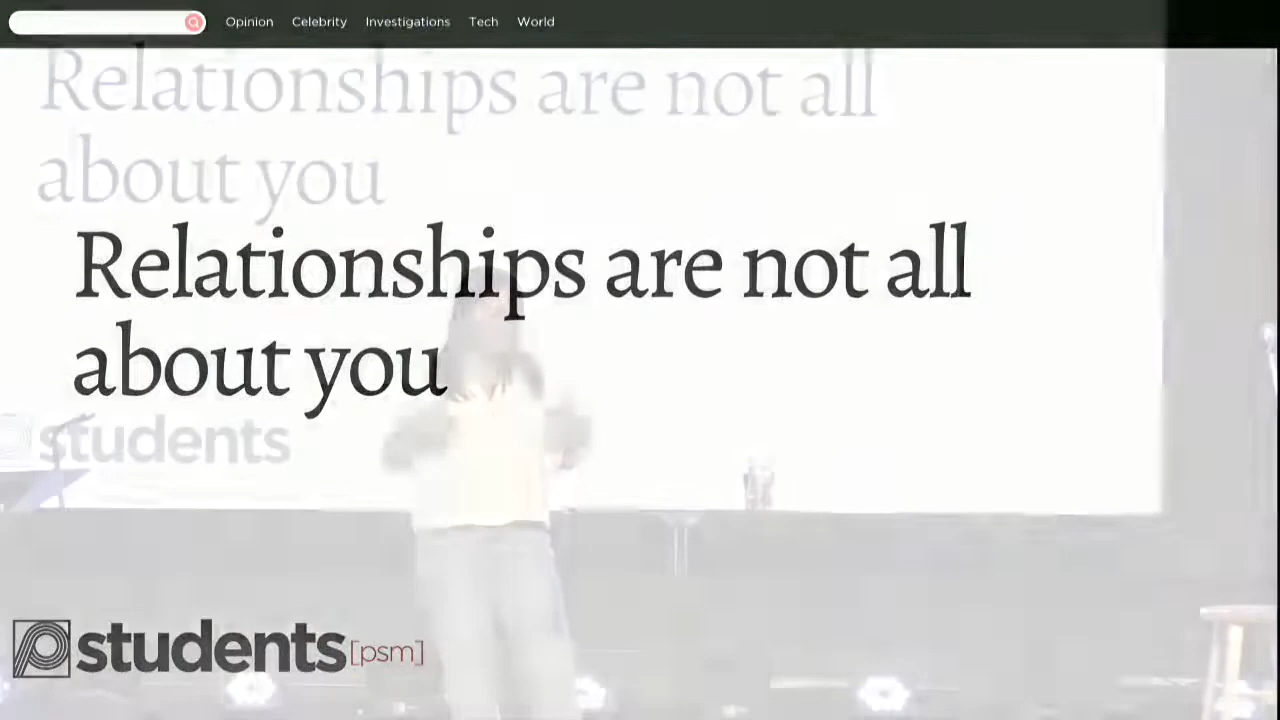 Opinion Celebrity Investigations Tech World
Relationships are not all
about you
Relationships are not all
about you
students
students [psm]